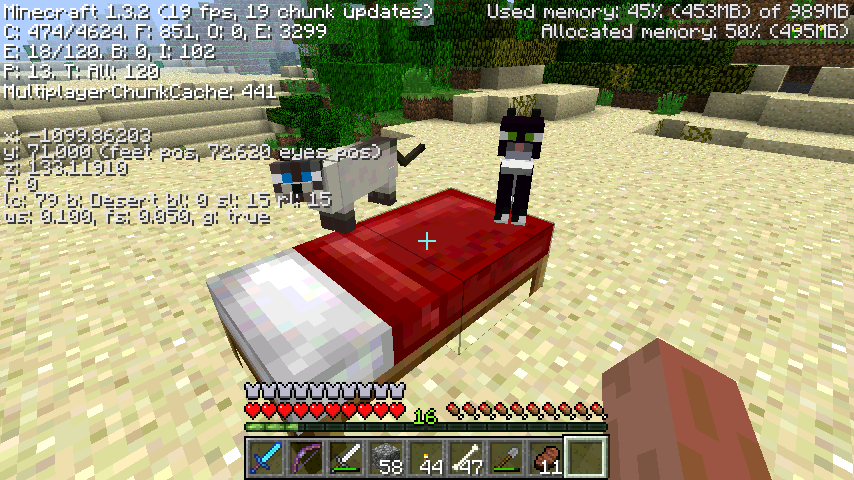 Minecraft 1.3.2 (19 fps, 19 chunk updates)
C: 474/4624, F: 851, O: 0, E: 3299
E: 18/120, B: 0, I: 102
P: 13, T: All: 120
MultiplayerChunkCache: 441
x: -1099.86203
y: 71.000 (feet pos, 72.620 eyes pos)
z: 133.11910
f: 0
lc: 79 b: Desert bl: 0 sl: 15 rl: 15
ws: 0.100, fs: 0.050, g: true
Used memory: 45% (453MB) of 989MB
Allocated memory: 50% (495MB)
16
58
44
47
11